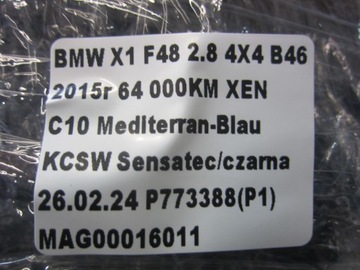 BMW X1 F48 2.8 4X4 B46
2015r 64 000KM XEN
C10 Mediterran-Blau
KCSW Sensatec/czarna
26.02.24 P773388(P1)
MAG00016011